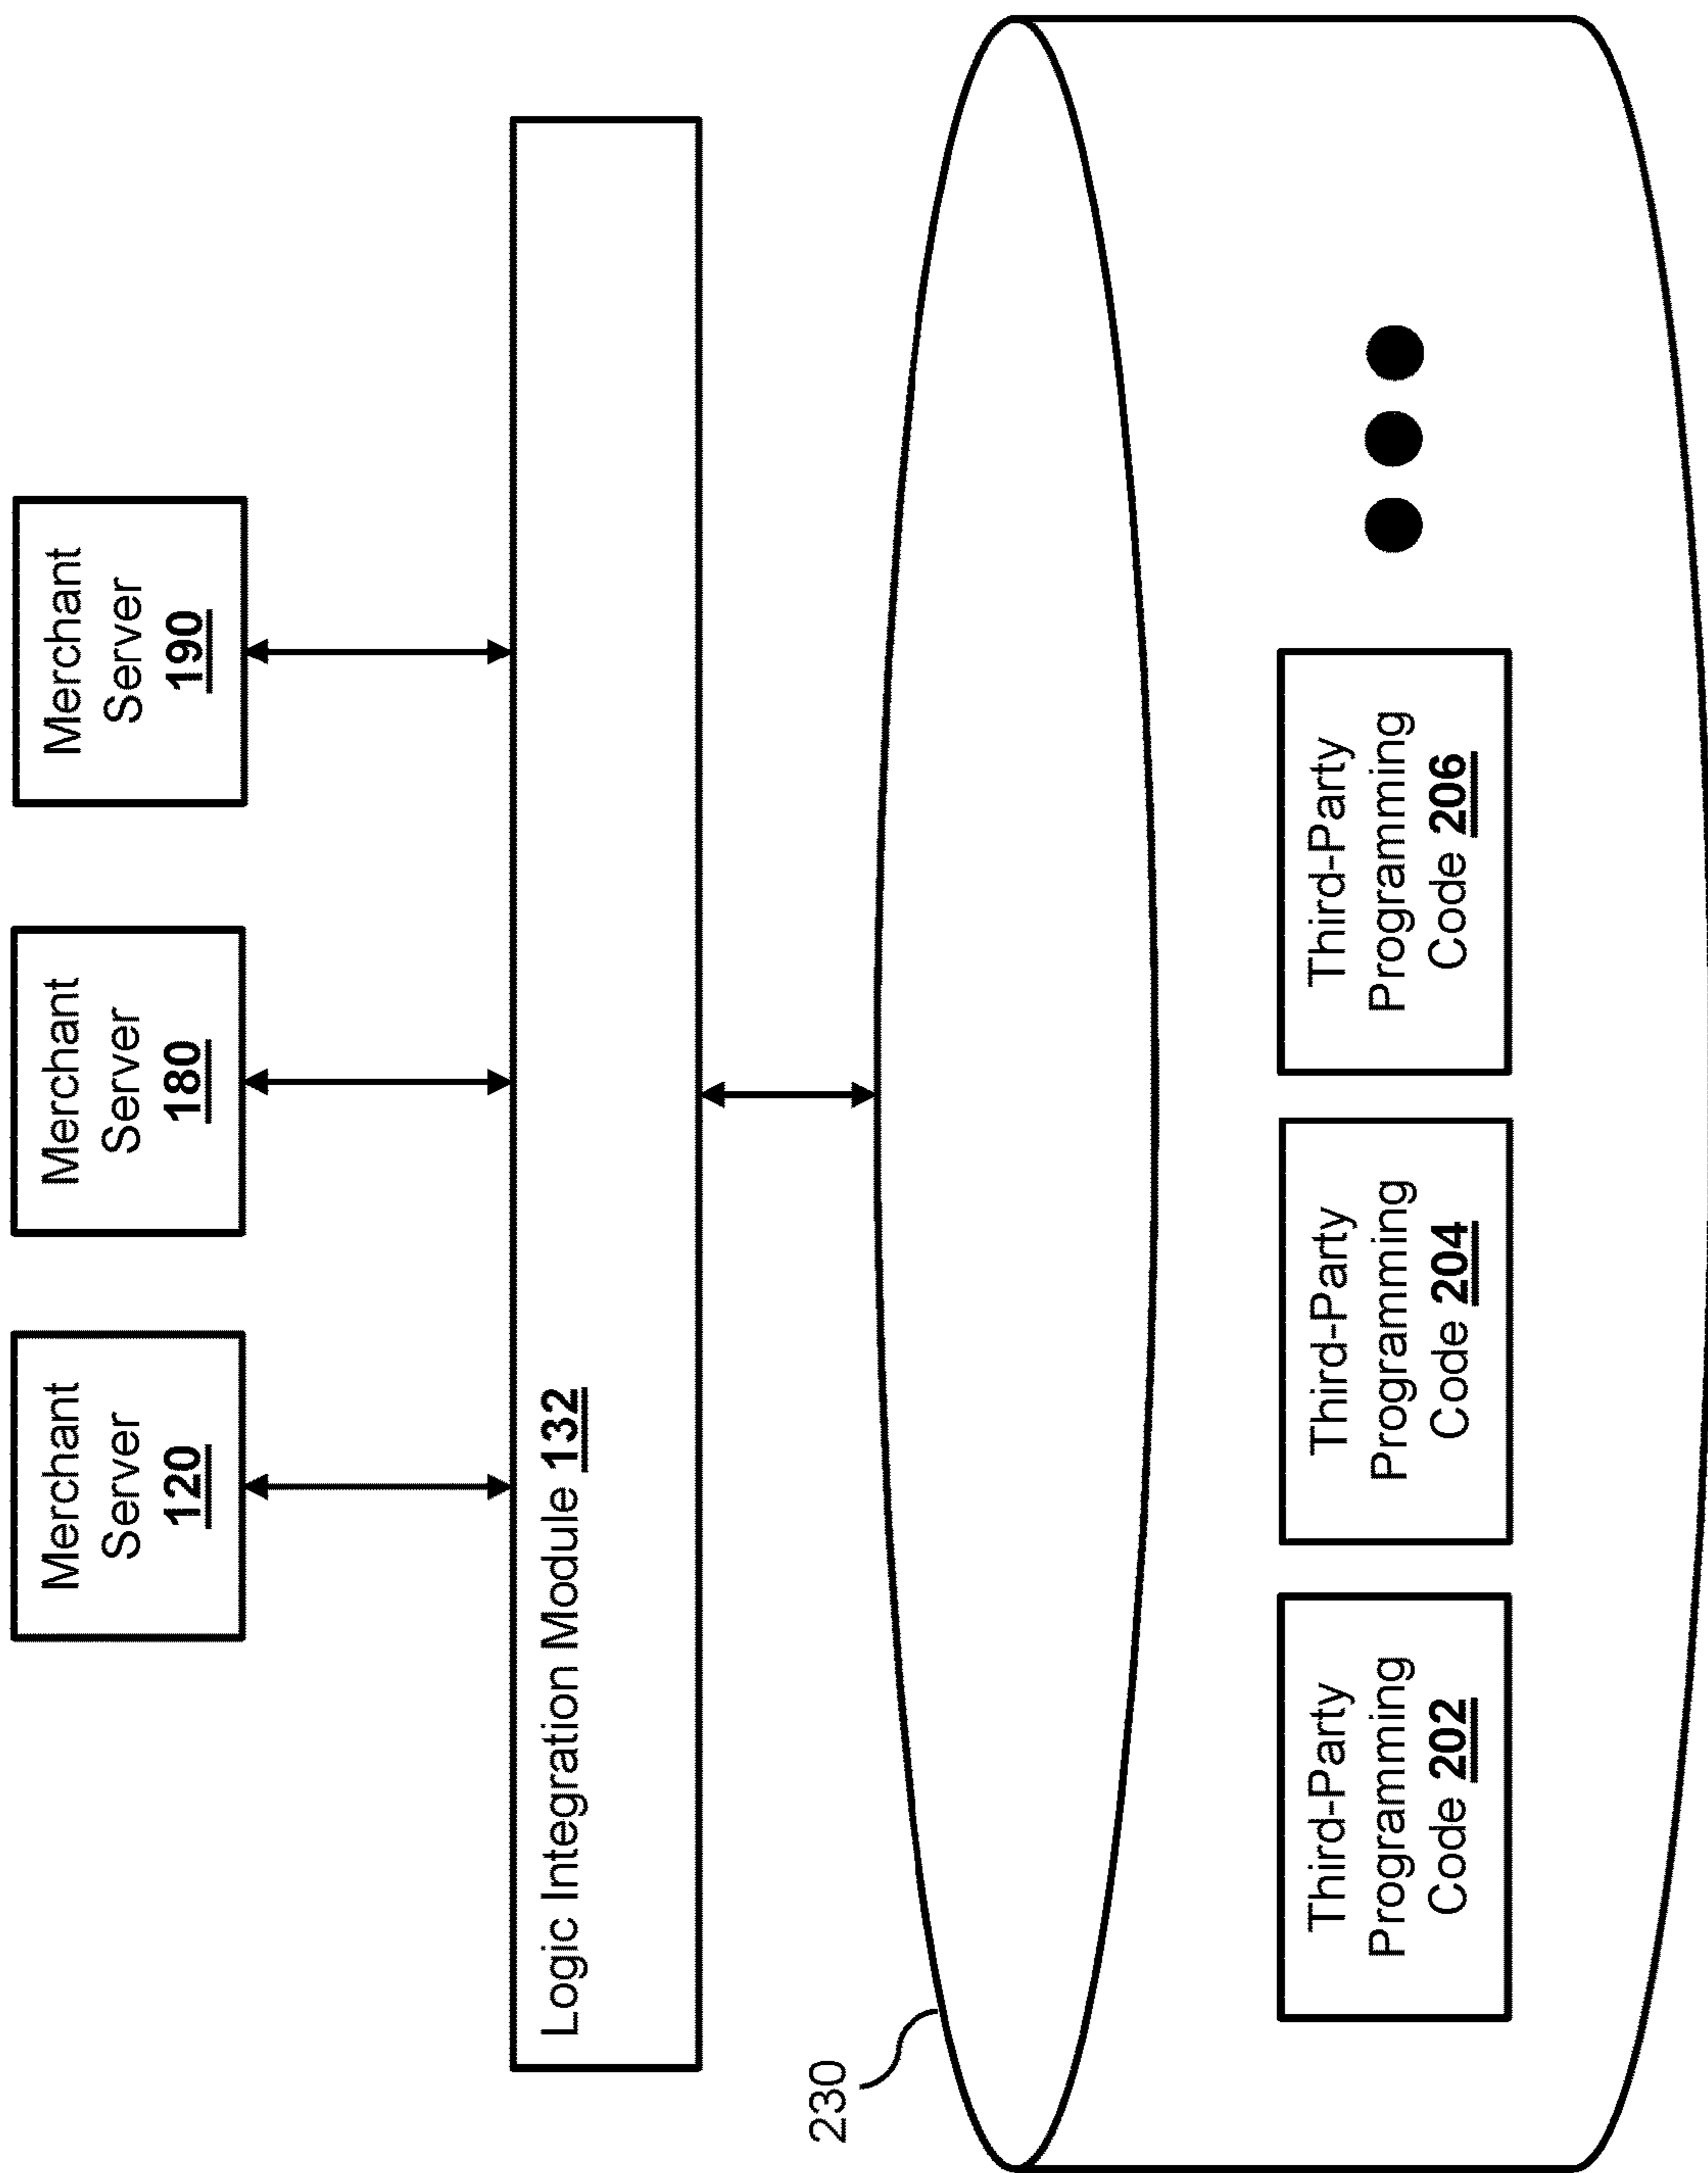 Merchant
Server
120
Merchant
Server
180
Merchant
Server
190
Logic Integration Module 132
230
Third-Party
Programming
Code 202
Third-Party
Programming
Code 204
Third-Party
Programming
Code 206